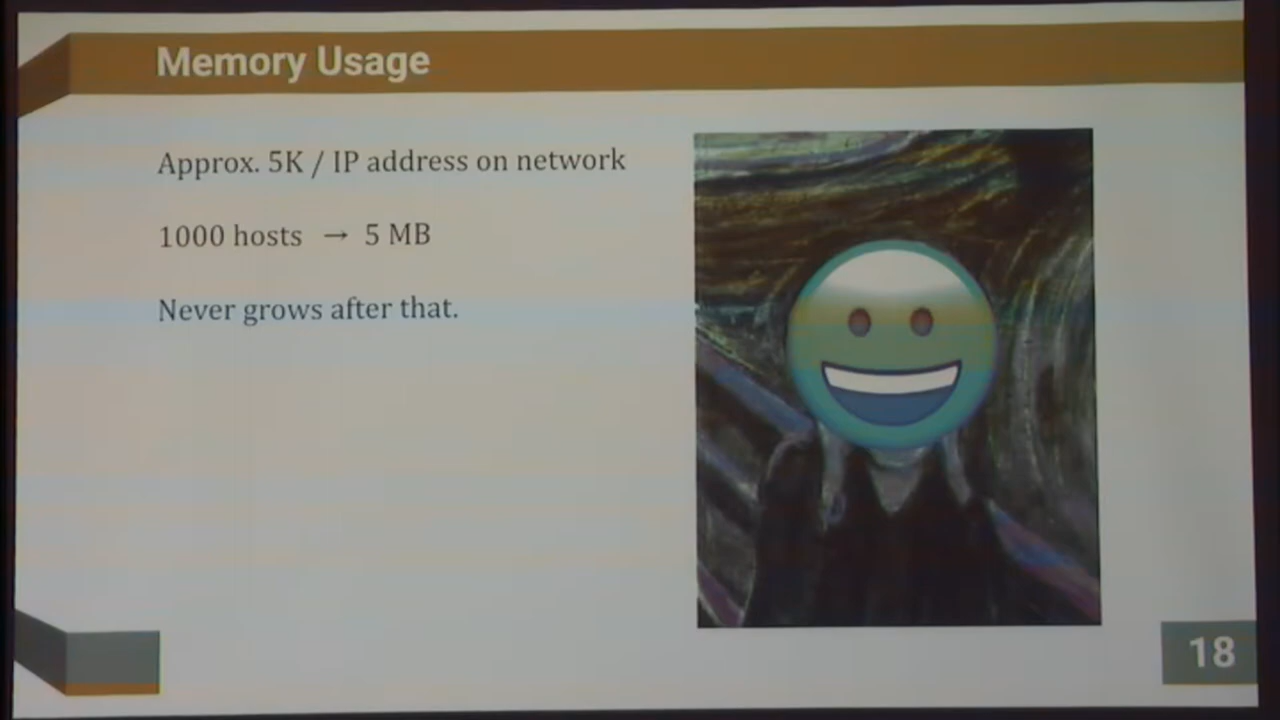 Memory Usage
Approx. 5K / IP address on network
1000 hosts → 5 MB
Never grows after that.
18